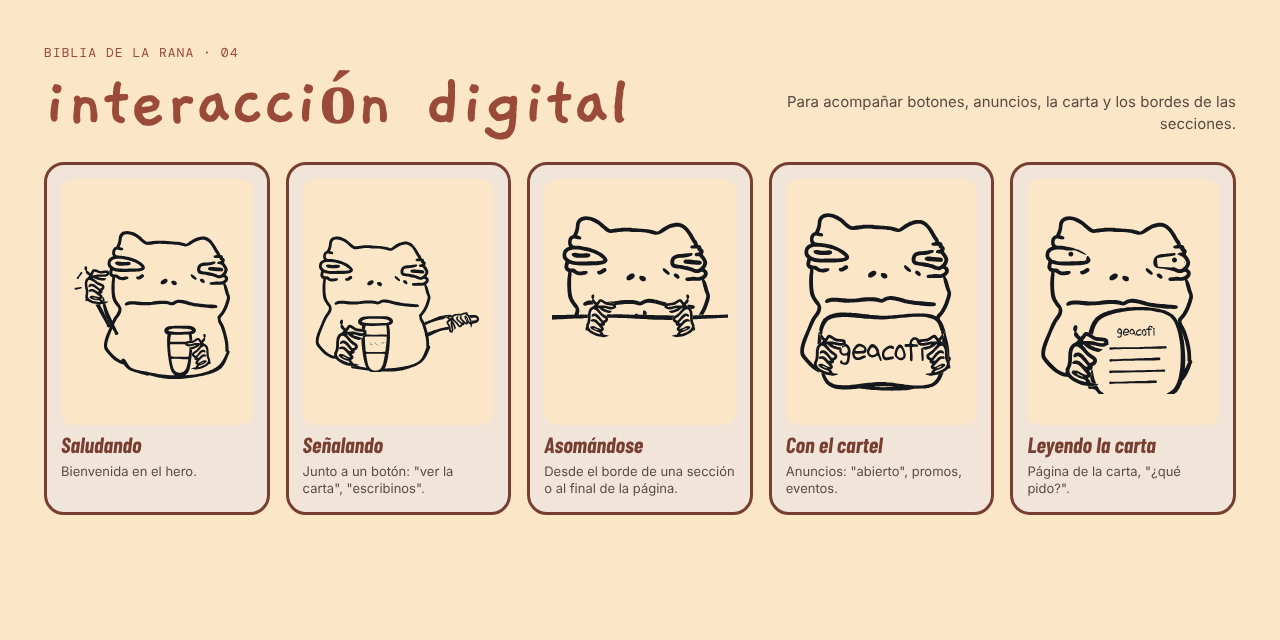 BIBLIA DE LA RANA · 04
interacción digital
Para acompañar botones, anuncios, la carta y los bordes de las
secciones.
geacofi
geacofi
Saludando
Bienvenida en el hero.
Señalando
Junto a un botón: "ver la
carta", "escribinos".
Asomándose
Desde el borde de una sección
o al final de la página.
Con el cartel
Anuncios: "abierto", promos,
eventos.
Leyendo la carta
Página de la carta, "¿qué
pido?".